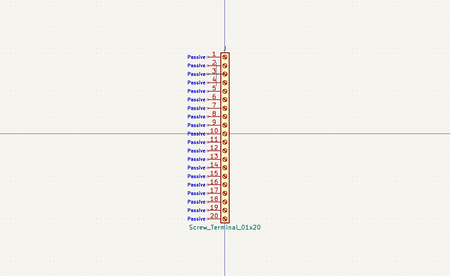 J
Passive 1
Passive 2
Passive 3
Passive 4
Passive 5
Passive 6
Passive 7
Passive 8
Passive 9
Passive 10
Passive 11
Passive 12
Passive 13
Passive 14
Passive 15
Passive 16
Passive 17
Passive 18
Passive 19
Passive 20
Screw_Terminal_01x20